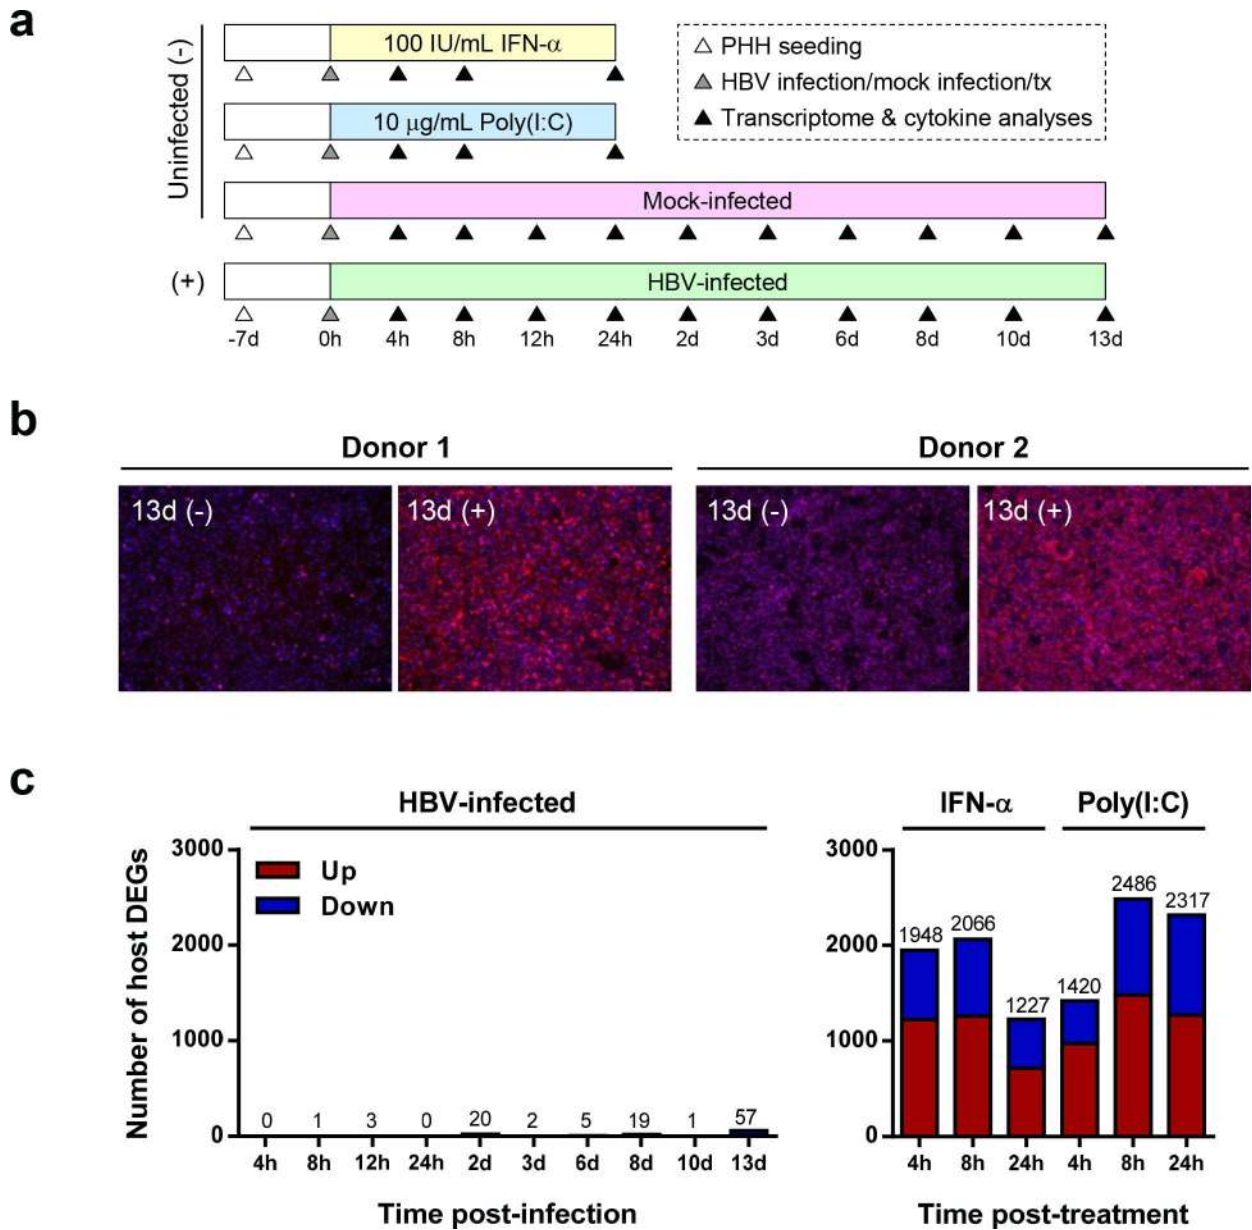 a
Uninfected (-)
100 IU/mL IFN-α
10 μg/mL Poly(I:C)
Mock-infected
(+)
HBV-infected
-7d 0h 4h 8h 12h 24h 2d 3d 6d 8d 10d 13d
PHH seeding
HBV infection/mock infection/tx
Transcriptome & cytokine analyses
b
Donor 1
Donor 2
13d (-)
13d (+)
13d (-)
13d (+)
c
HBV-infected
Number of host DEGs
3000
2000
1000
0
Up
Down
0 1 3 0 20 2 5 19 1 57
4h 8h 12h 24h 2d 3d 6d 8d 10d 13d
Time post-infection
IFN-α Poly(I:C)
3000
2000
1000
0
1948 2066 1227 1420 2486 2317
4h 8h 24h 4h 8h 24h
Time post-treatment